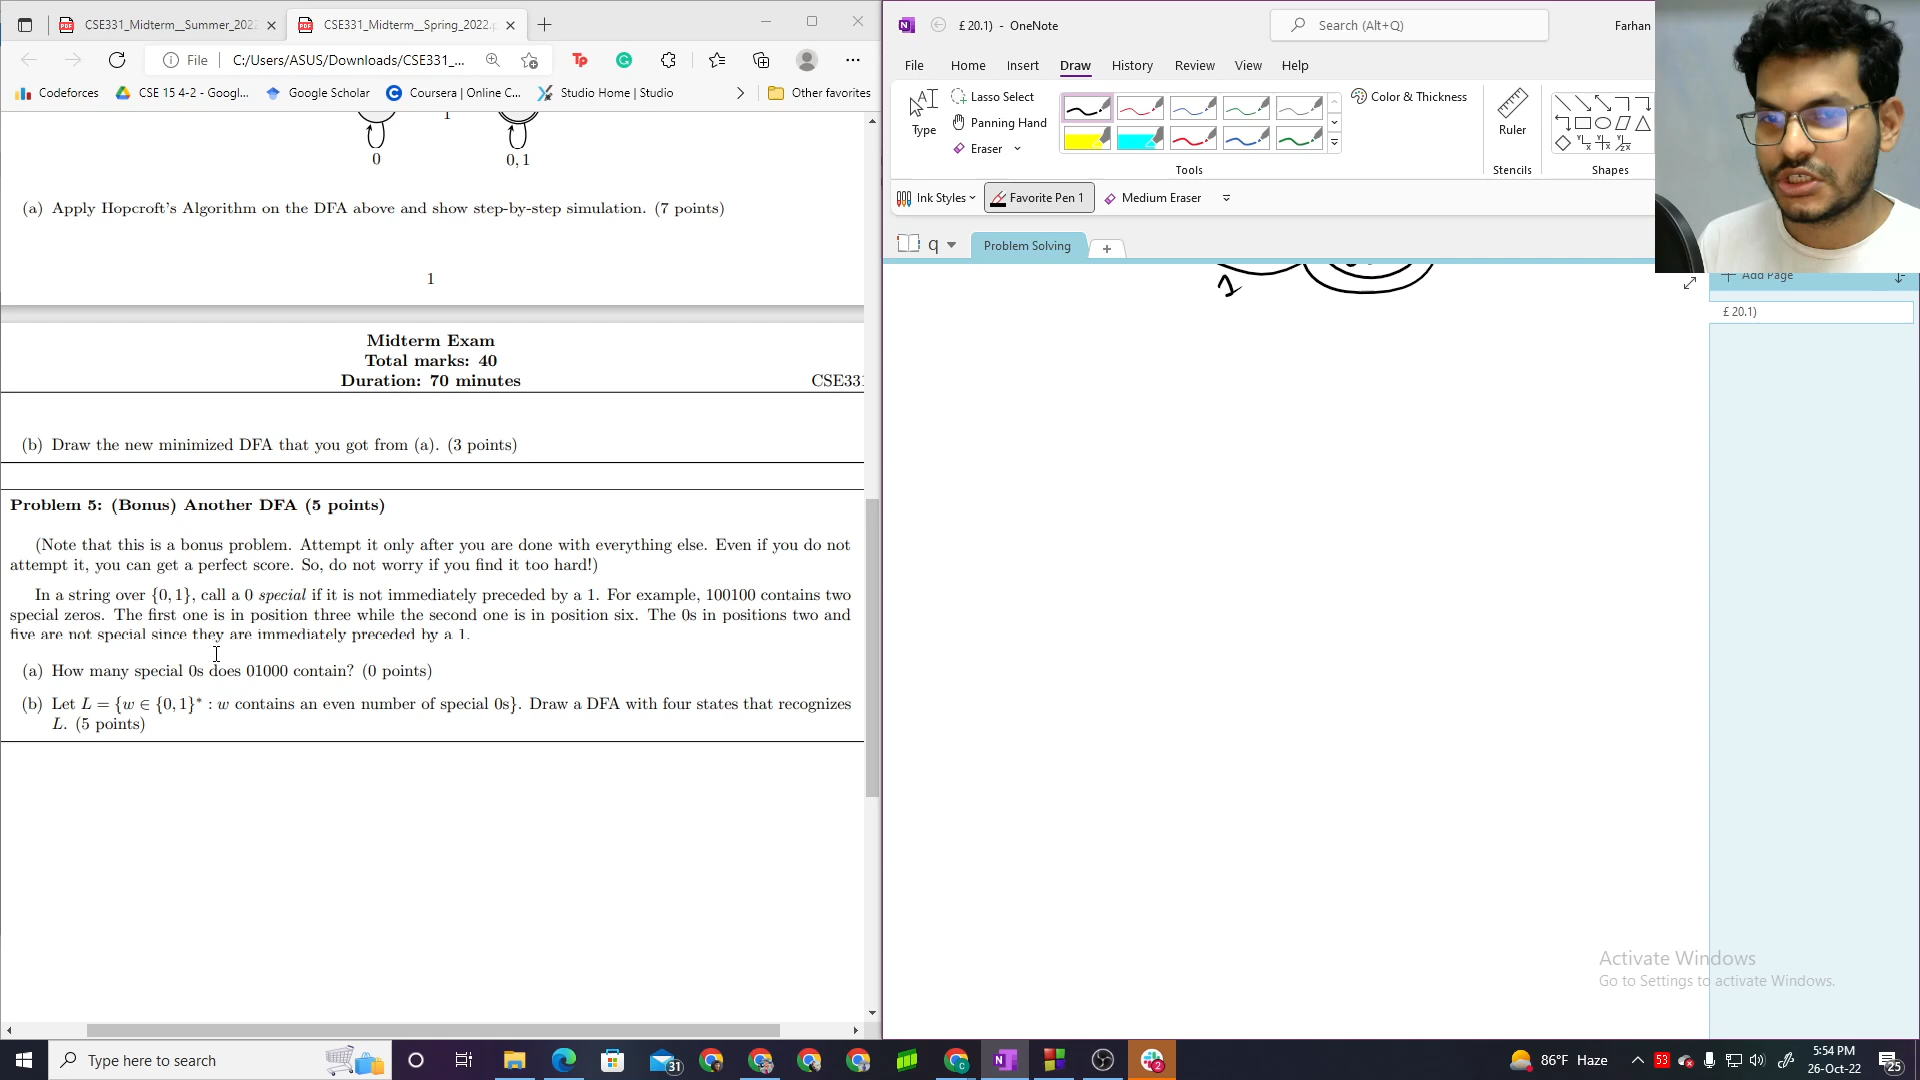 CSE331_Midterm__Summer_202
CSE331_Midterm__Spring_2022.p
File
C:/Users/ASUS/Downloads/CSE331_...
Codeforces
CSE 15 4-2 - Googl...
Google Scholar
Coursera | Online C...
Studio Home | Studio
Other favorites
1
0
0, 1
(a) Apply Hopcroft's Algorithm on the DFA above and show step-by-step simulation. (7 points)
1
Midterm Exam
Total marks: 40
Duration: 70 minutes
CSE331
(b) Draw the new minimized DFA that you got from (a). (3 points)
Problem 5: (Bonus) Another DFA (5 points)
(Note that this is a bonus problem. Attempt it only after you are done with everything else. Even if you do not
attempt it, you can get a perfect score. So, do not worry if you find it too hard!)
In a string over {0, 1}, call a 0 special if it is not immediately preceded by a 1. For example, 100100 contains two
special zeros. The first one is in position three while the second one is in position six. The 0s in positions two and
five are not special since they are immediately preceded by a 1.
(a) How many special 0s does 01000 contain? (0 points)
(b) Let L = {w ∈ {0, 1}* : w contains an even number of special 0s}. Draw a DFA with four states that recognizes
L. (5 points)
£ 20.1) - OneNote
Search (Alt+Q)
Farhan
File
Home
Insert
Draw
History
Review
View
Help
Type
Lasso Select
Panning Hand
Eraser
Color & Thickness
Ruler
Tools
Stencils
Shapes
Ink Styles
Favorite Pen 1
Medium Eraser
q
Problem Solving
Add Page
£ 20.1)
1
Activate Windows
Go to Settings to activate Windows.
Type here to search
31
C
2
86°F Haze
53
5:54 PM
26-Oct-22
25